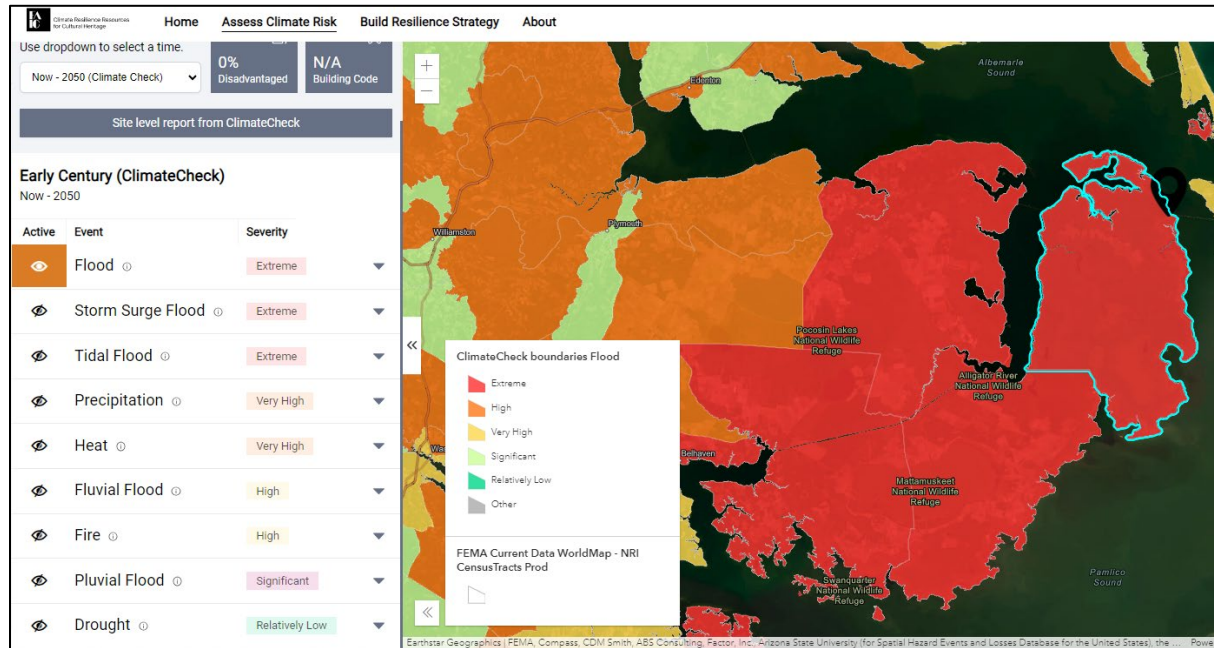 Climate Resilience Resources
for Cultural Heritage
Home
Assess Climate Risk
Build Resilience Strategy
About
Use dropdown to select a time.
Now - 2050 (Climate Check)
0%
Disadvantaged
N/A
Building Code
Site level report from ClimateCheck
Early Century (ClimateCheck)
Now - 2050
Active Event Severity
Flood Extreme
Storm Surge Flood Extreme
Tidal Flood Extreme
Precipitation Very High
Heat Very High
Fluvial Flood High
Fire High
Pluvial Flood Significant
Drought Relatively Low
+
−
«
ClimateCheck boundaries Flood
Extreme
High
Very High
Significant
Relatively Low
Other
FEMA Current Data WorldMap - NRI
CensusTracts Prod
«
Albemarle
Sound
Edenton
Williamston
Plymouth
Pocosin Lakes
National Wildlife
Refuge
Alligator River
National Wildlife
Refuge
Belhaven
Mattamuskeet
National Wildlife
Refuge
Swanquarter
National Wildlife
Refuge
Pamlico
Sound
Earthstar Geographics | FEMA, Compass, CDM Smith, ABS Consulting, Factor, Inc., Arizona State University (for Spatial Hazard Events and Losses Database for the United States), the ... Powe